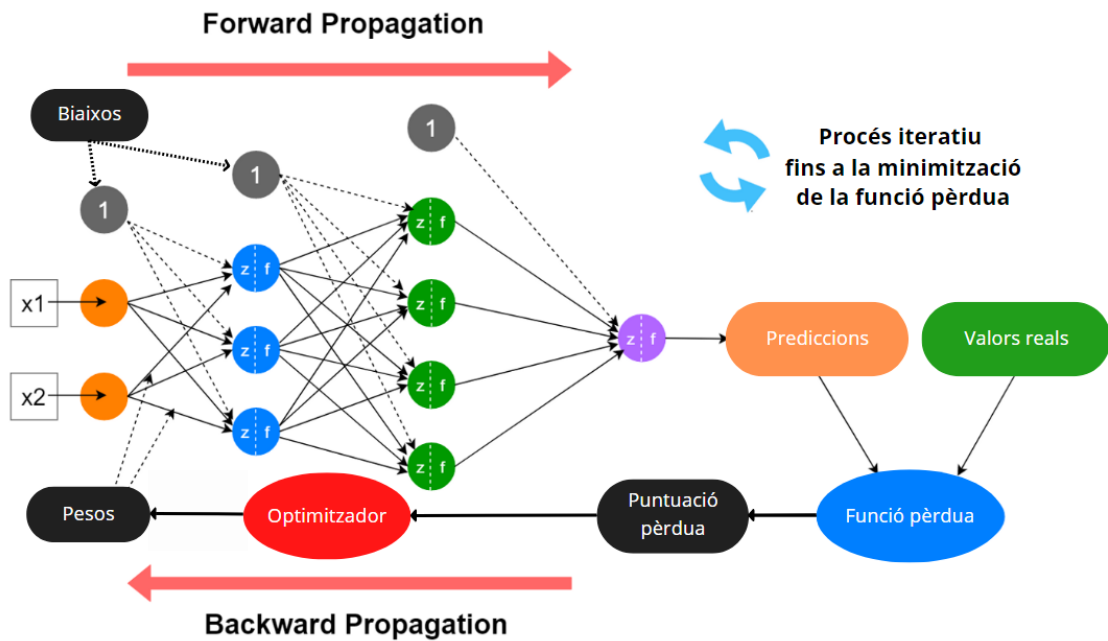 Forward Propagation
Biaixos
1
1
1
Procés iteratiu
fins a la minimització
de la funció pèrdua
x1
x2
z f
z f
z f
z f
z f
z f
z f
z f
Prediccions
Valors reals
Pesos
Optimitzador
Puntuació
pèrdua
Funció pèrdua
Backward Propagation